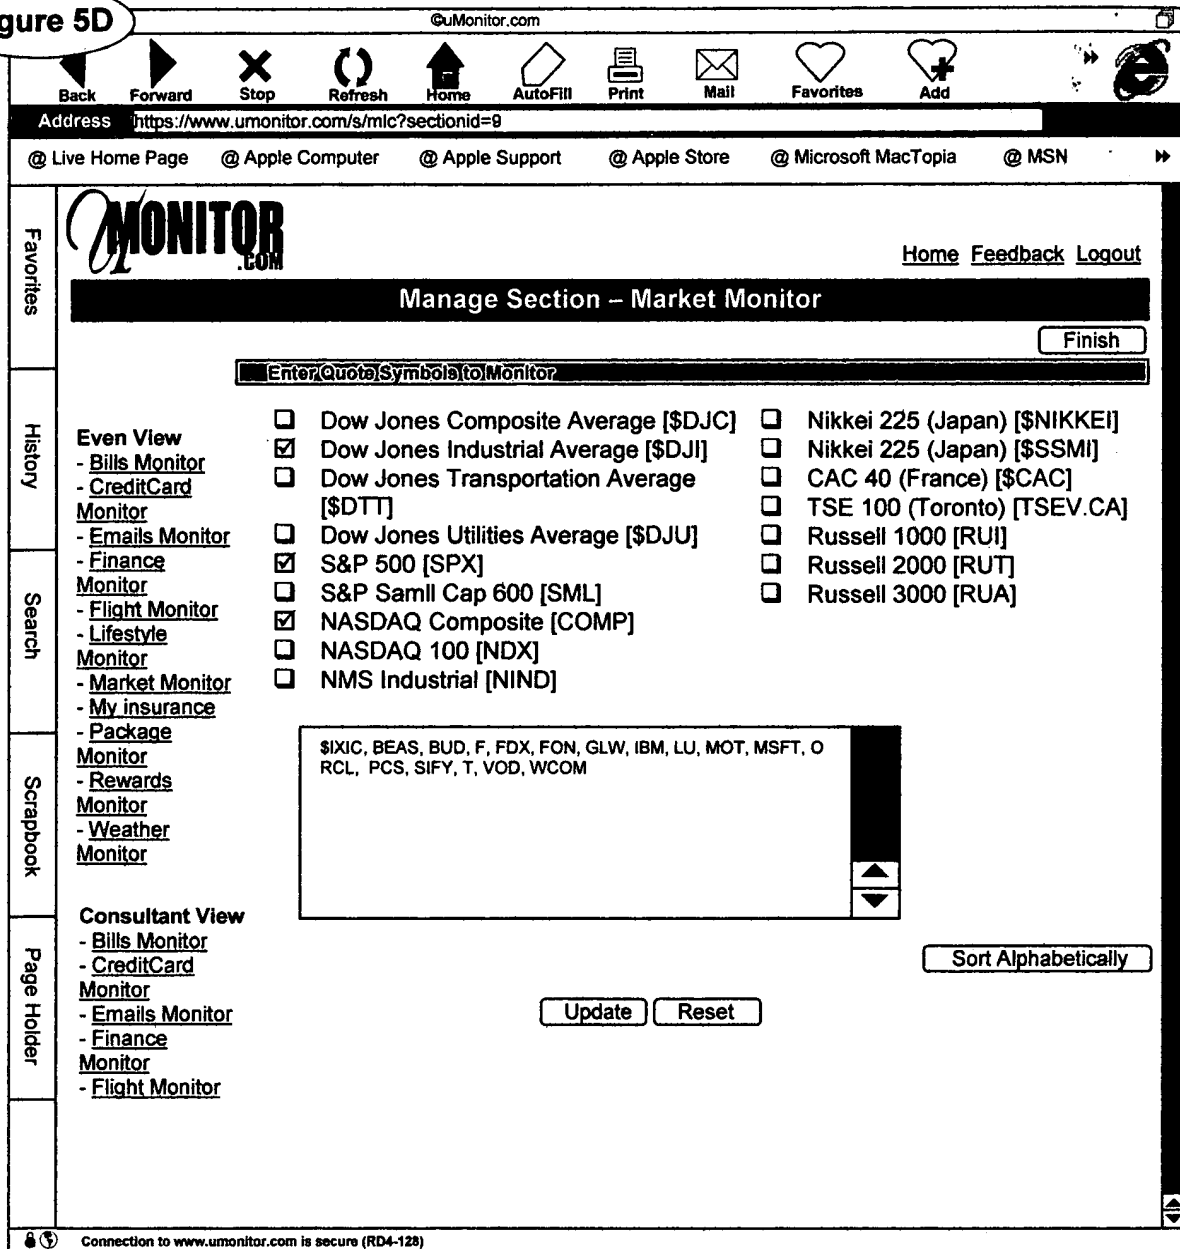 gure 5D
©uMonitor.com
Back Forward Stop Refresh Home AutoFill Print Mail Favorites Add
Address https://www.umonitor.com/s/mlc?sectionid=9
@ Live Home Page @ Apple Computer @ Apple Support @ Apple Store @ Microsoft MacTopia @ MSN
Favorites
History
Search
Scrapbook
Page Holder
UMONITOR
.COM
Home Feedback Logout
Manage Section – Market Monitor
Finish
Enter Quote Symbols to Monitor
Even View
- Bills Monitor
- CreditCard
Monitor
- Emails Monitor
- Finance
Monitor
- Flight Monitor
- Lifestyle
Monitor
- Market Monitor
- My insurance
- Package
Monitor
- Rewards
Monitor
- Weather
Monitor
Consultant View
- Bills Monitor
- CreditCard
Monitor
- Emails Monitor
- Finance
Monitor
- Flight Monitor
Dow Jones Composite Average [$DJC]
Dow Jones Industrial Average [$DJI]
Dow Jones Transportation Average
[$DTT]
Dow Jones Utilities Average [$DJU]
S&P 500 [SPX]
S&P Samll Cap 600 [SML]
NASDAQ Composite [COMP]
NASDAQ 100 [NDX]
NMS Industrial [NIND]
Nikkei 225 (Japan) [$NIKKEI]
Nikkei 225 (Japan) [$SSMI]
CAC 40 (France) [$CAC]
TSE 100 (Toronto) [TSEV.CA]
Russell 1000 [RUI]
Russell 2000 [RUT]
Russell 3000 [RUA]
$IXIC, BEAS, BUD, F, FDX, FON, GLW, IBM, LU, MOT, MSFT, O
RCL, PCS, SIFY, T, VOD, WCOM
Sort Alphabetically
Update Reset
Connection to www.umonitor.com is secure (RD4-128)